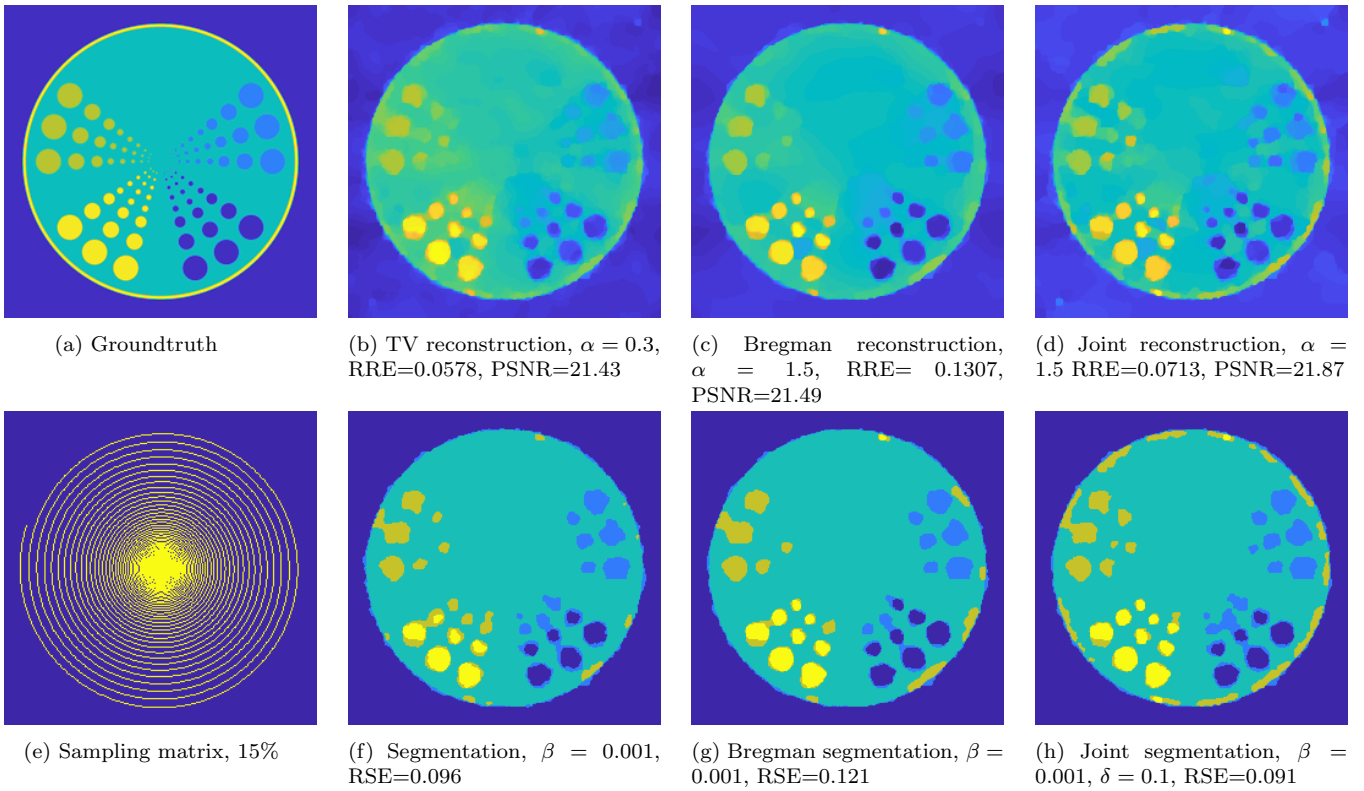 (a) Groundtruth
(b) TV reconstruction, α = 0.3,
RRE=0.0578, PSNR=21.43
(c) Bregman reconstruction,
α = 1.5, RRE= 0.1307,
PSNR=21.49
(d) Joint reconstruction, α =
1.5 RRE=0.0713, PSNR=21.87
(e) Sampling matrix, 15%
(f) Segmentation, β = 0.001,
RSE=0.096
(g) Bregman segmentation, β =
0.001, RSE=0.121
(h) Joint segmentation, β =
0.001, δ = 0.1, RSE=0.091